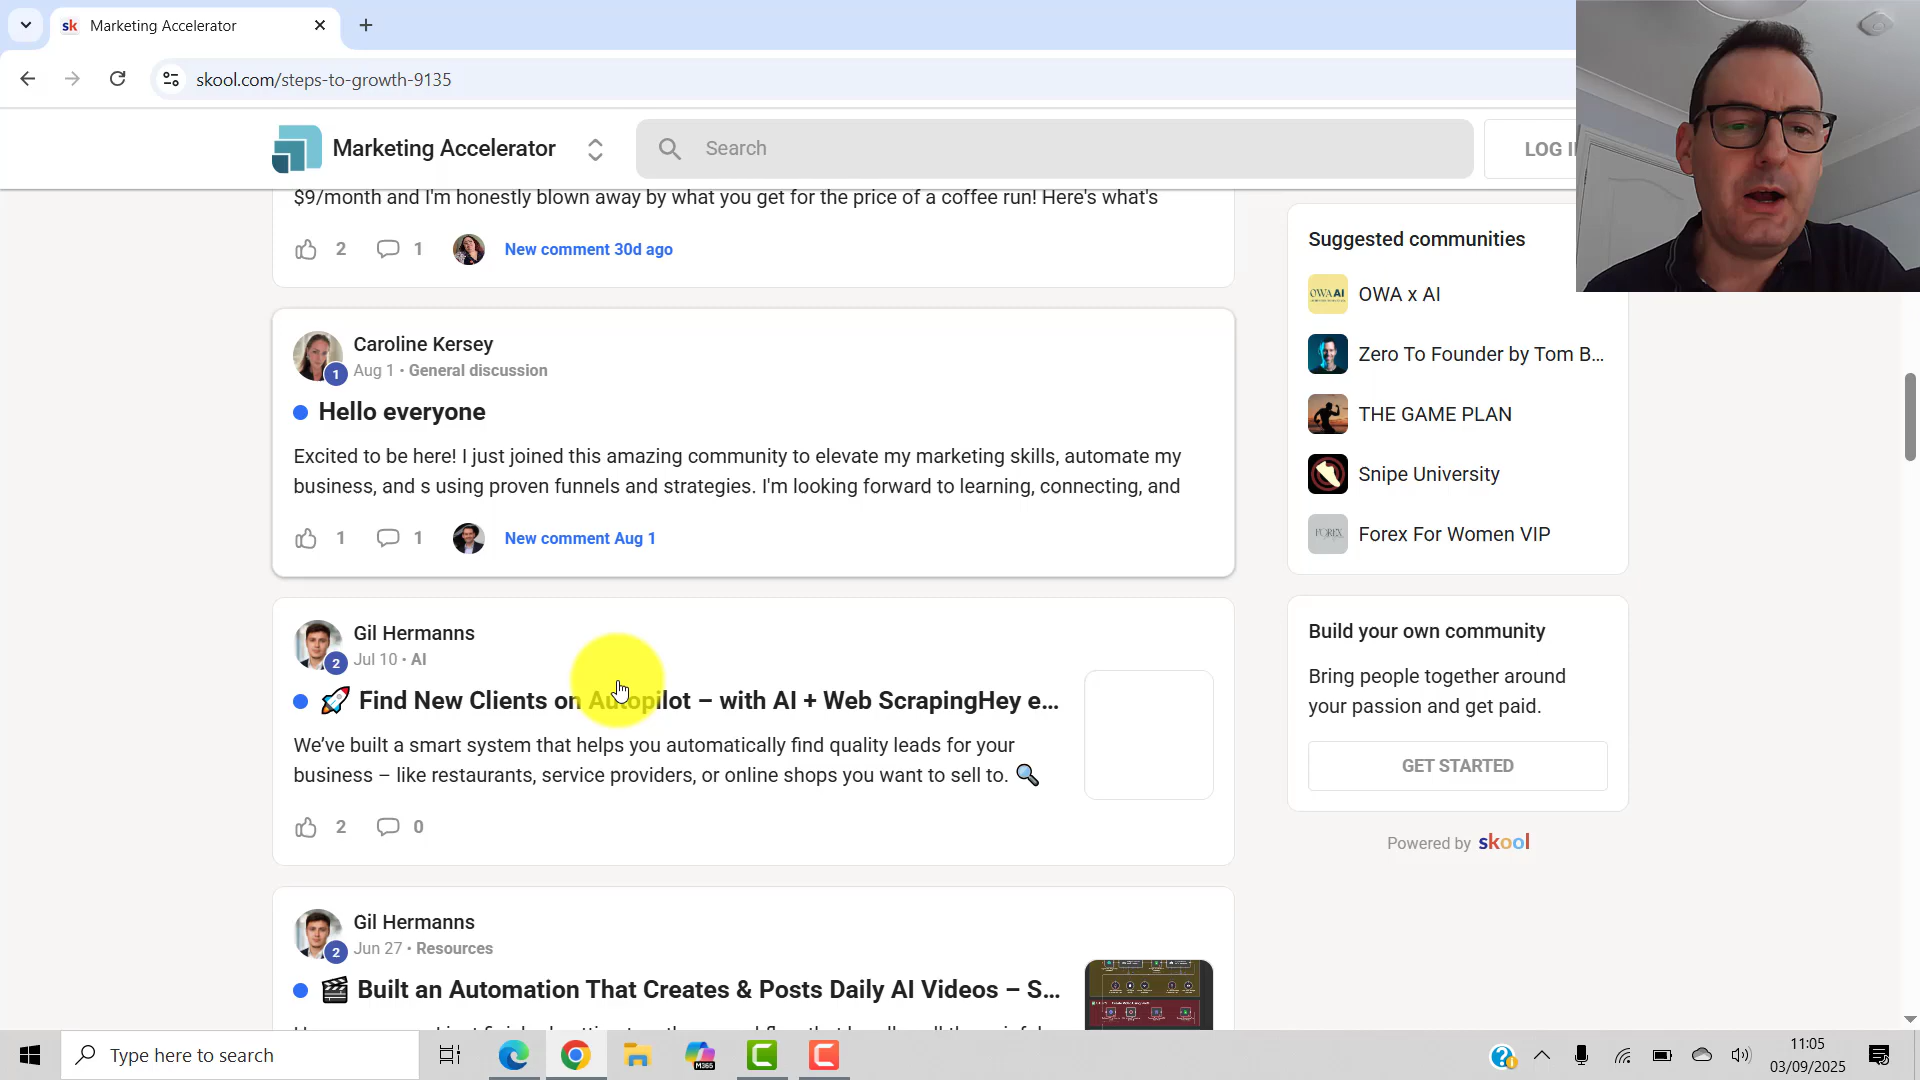 sk Marketing Accelerator
skool.com/steps-to-growth-9135
Marketing Accelerator
Search
LOG I
$9/month and I'm honestly blown away by what you get for the price of a coffee run! Here's what's
2 1 New comment 30d ago
Caroline Kersey
1 Aug 1 • General discussion
Hello everyone
Excited to be here! I just joined this amazing community to elevate my marketing skills, automate my
business, and s using proven funnels and strategies. I'm looking forward to learning, connecting, and
1 1 New comment Aug 1
Gil Hermanns
2 Jul 10 • AI
🚀 Find New Clients on Autopilot – with AI + Web ScrapingHey e...
We've built a smart system that helps you automatically find quality leads for your
business – like restaurants, service providers, or online shops you want to sell to. 🔍
2 0
Gil Hermanns
2 Jun 27 • Resources
🎬 Built an Automation That Creates & Posts Daily AI Videos – S...
Suggested communities
OWA AI OWA x AI
Zero To Founder by Tom B...
THE GAME PLAN
Snipe University
FOREX Forex For Women VIP
Build your own community
Bring people together around
your passion and get paid.
GET STARTED
Powered by skool
Type here to search
M365
11:05
03/09/2025